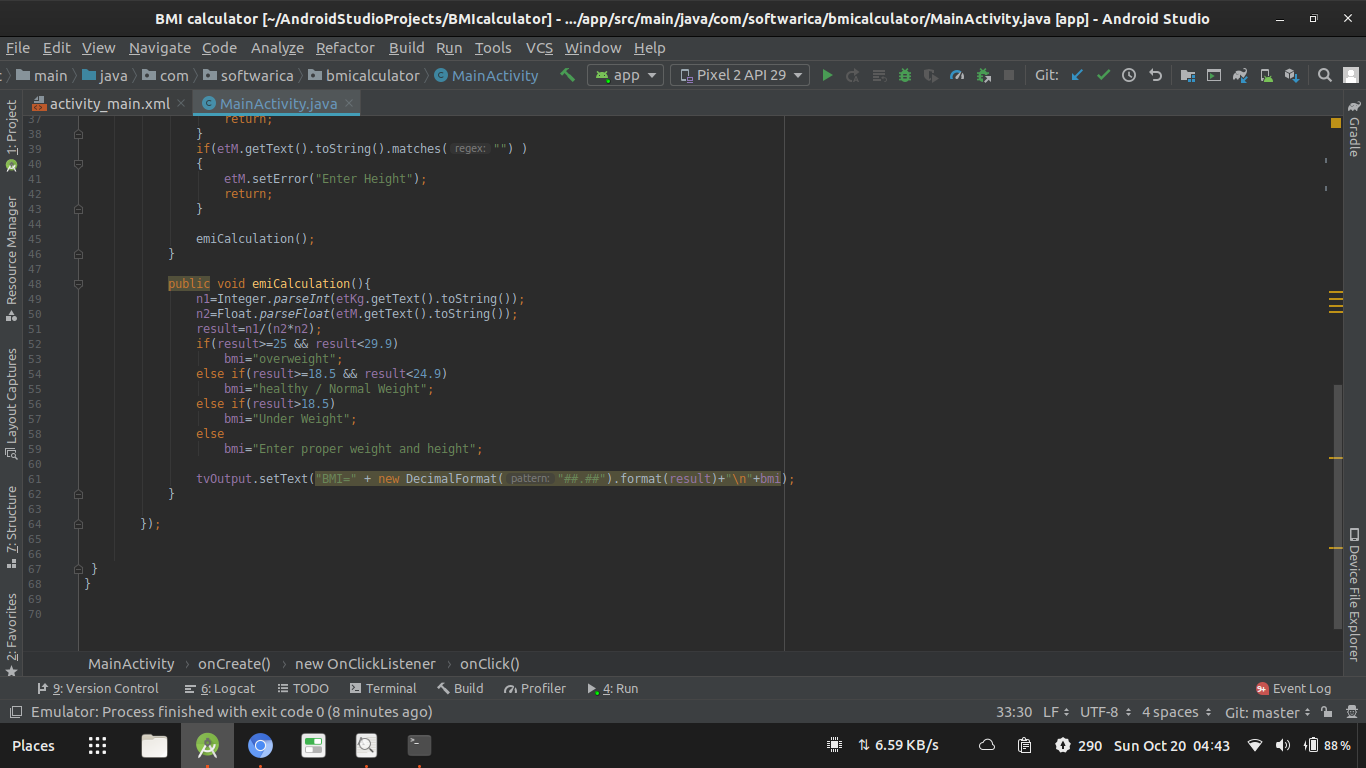 BMI calculator [~/AndroidStudioProjects/BMIcalculator] - .../app/src/main/java/com/softwarica/bmicalculator/MainActivity.java [app] - Android Studio
File Edit View Navigate Code Analyze Refactor Build Run Tools VCS Window Help
main java com softwarica bmicalculator MainActivity app Pixel 2 API 29 Git:
activity_main.xml MainActivity.java
1: Project
Resource Manager
Layout Captures
7: Structure
2: Favorites
37 return;
38 }
39 if(etM.getText().toString().matches( regex: "") )
40 {
41 etM.setError("Enter Height");
42 return;
43 }
44
45 emiCalculation();
46 }
47
48 public void emiCalculation(){
49 n1=Integer.parseInt(etKg.getText().toString());
50 n2=Float.parseFloat(etM.getText().toString());
51 result=n1/(n2*n2);
52 if(result>=25 && result<29.9)
53 bmi="overweight";
54 else if(result>=18.5 && result<24.9)
55 bmi="healthy / Normal Weight";
56 else if(result>18.5)
57 bmi="Under Weight";
58 else
59 bmi="Enter proper weight and height";
60
61 tvOutput.setText("BMI=" + new DecimalFormat( pattern: "##.##").format(result)+"\n"+bmi);
62 }
63
64 });
65
66
67 }
68 }
69
70
Gradle
Device File Explorer
MainActivity › onCreate() › new OnClickListener › onClick()
9: Version Control 6: Logcat TODO Terminal Build Profiler 4: Run 9+ Event Log
Emulator: Process finished with exit code 0 (8 minutes ago) 33:30 LF UTF-8 4 spaces Git: master
Places 6.59 KB/s 290 Sun Oct 20 04:43 88 %